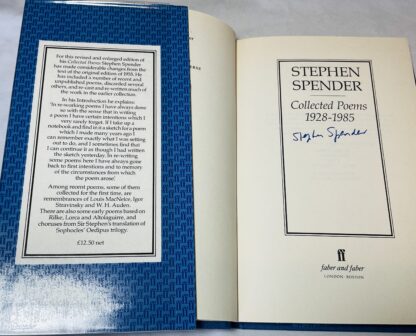 For this revised and enlarged edition of
his Collected Poems Stephen Spender
has made considerable changes from the
first of the original edition of 1955. He
has included a number of recent and
unpublished poems, discarded several
others, and re-cast and re-written much of
the work in the earlier collection.
In his Introduction he explains:
'In re-working poems I have always done
so with the sense that in writing
a poem I have certain intentions which I
very rarely forget. If I take up a
notebook and find in it a sketch for a poem
which I made many years ago I
can remember exactly what I was setting
out to do, and I sometimes find that
I can continue it as though I had written
the sketch yesterday. In re-writing
some poems here I have always gone
back to first intentions and to memory
of the circumstances from which
the poem arose.'
Among recent poems, some of them
collected for the first time, are
remembrances of Louis MacNeice, Igor
Stravinsky and W. H. Auden.
There are also some early poems based on
Rilke, Lorca and Altolaguirre, and
choruses from Sir Stephen's translation of
Sophocles' Oedipus trilogy.
£12.50 net
STEPHEN
SPENDER
Collected Poems
1928-1985
Stephen Spender
ff
faber and faber
LONDON · BOSTON